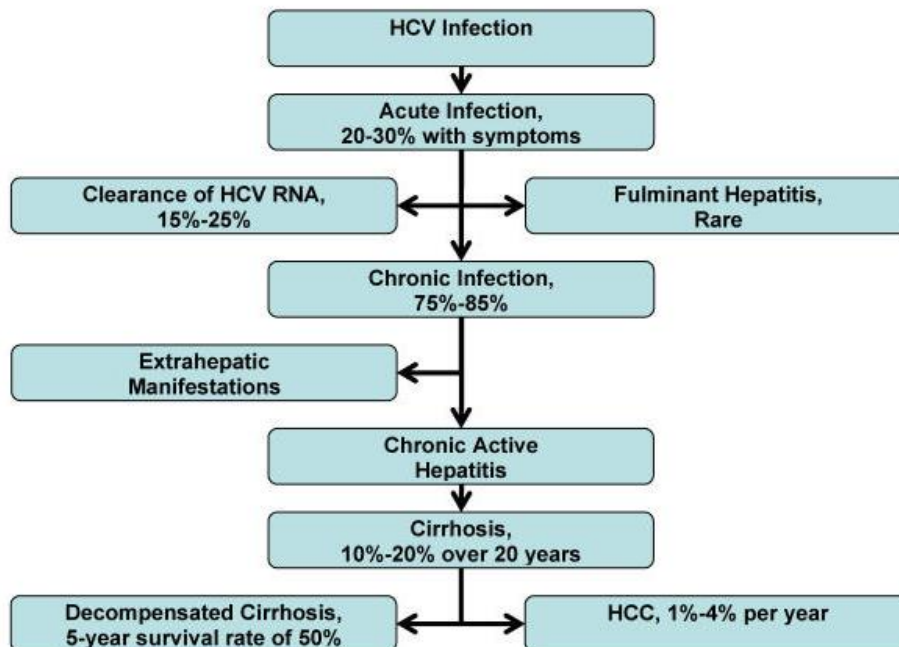 HCV Infection
Acute Infection,
20-30% with symptoms
Clearance of HCV RNA,
15%-25%
Fulminant Hepatitis,
Rare
Chronic Infection,
75%-85%
Extrahepatic
Manifestations
Chronic Active
Hepatitis
Cirrhosis,
10%-20% over 20 years
Decompensated Cirrhosis,
5-year survival rate of 50%
HCC, 1%-4% per year